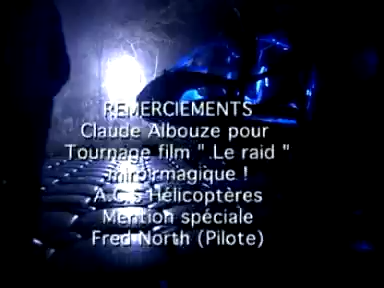 REMERCIEMENTS
Claude Albouze pour
Tournage film " Le raid "
miroirmagique !
A.C.S Hélicoptères
Mention spéciale
Fred North (Pilote)